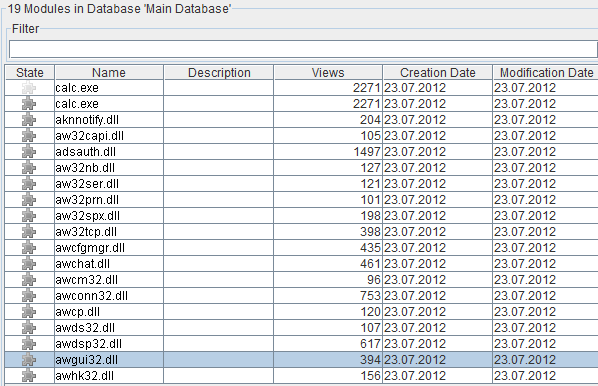 19 Modules in Database 'Main Database'
Filter
State Name Description Views Creation Date Modification Date
calc.exe 2271 23.07.2012 23.07.2012
calc.exe 2271 23.07.2012 23.07.2012
aknnotify.dll 204 23.07.2012 23.07.2012
aw32capi.dll 105 23.07.2012 23.07.2012
adsauth.dll 1497 23.07.2012 23.07.2012
aw32nb.dll 127 23.07.2012 23.07.2012
aw32ser.dll 121 23.07.2012 23.07.2012
aw32prn.dll 101 23.07.2012 23.07.2012
aw32spx.dll 198 23.07.2012 23.07.2012
aw32tcp.dll 398 23.07.2012 23.07.2012
awcfgmgr.dll 435 23.07.2012 23.07.2012
awchat.dll 461 23.07.2012 23.07.2012
awcm32.dll 96 23.07.2012 23.07.2012
awconn32.dll 753 23.07.2012 23.07.2012
awcp.dll 120 23.07.2012 23.07.2012
awds32.dll 107 23.07.2012 23.07.2012
awdsp32.dll 617 23.07.2012 23.07.2012
awgui32.dll 394 23.07.2012 23.07.2012
awhk32.dll 156 23.07.2012 23.07.2012